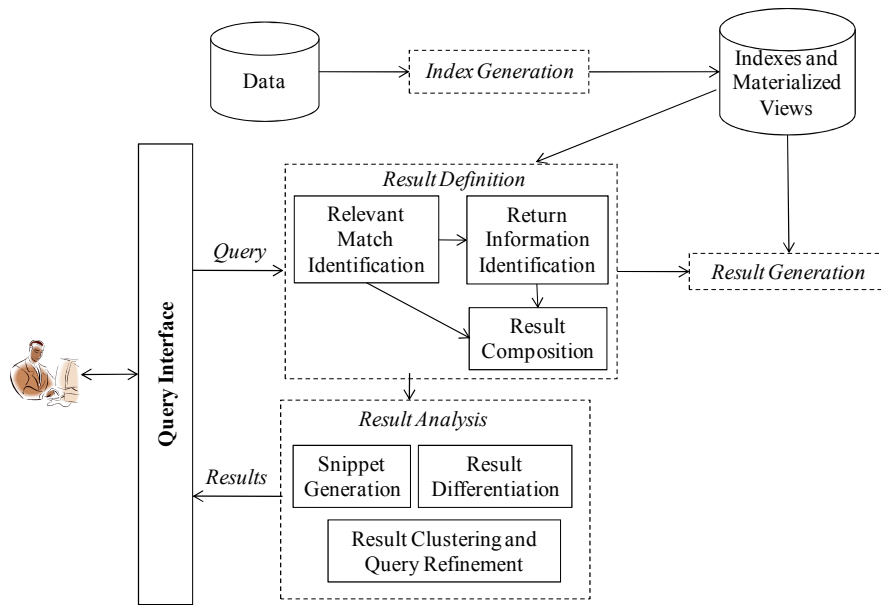 Data
Index Generation
Indexes and
Materialized
Views
Query Interface
Query
Results
Result Definition
Relevant
Match
Identification
Return
Information
Identification
Result
Composition
Result Generation
Result Analysis
Snippet
Generation
Result
Differentiation
Result Clustering and
Query Refinement